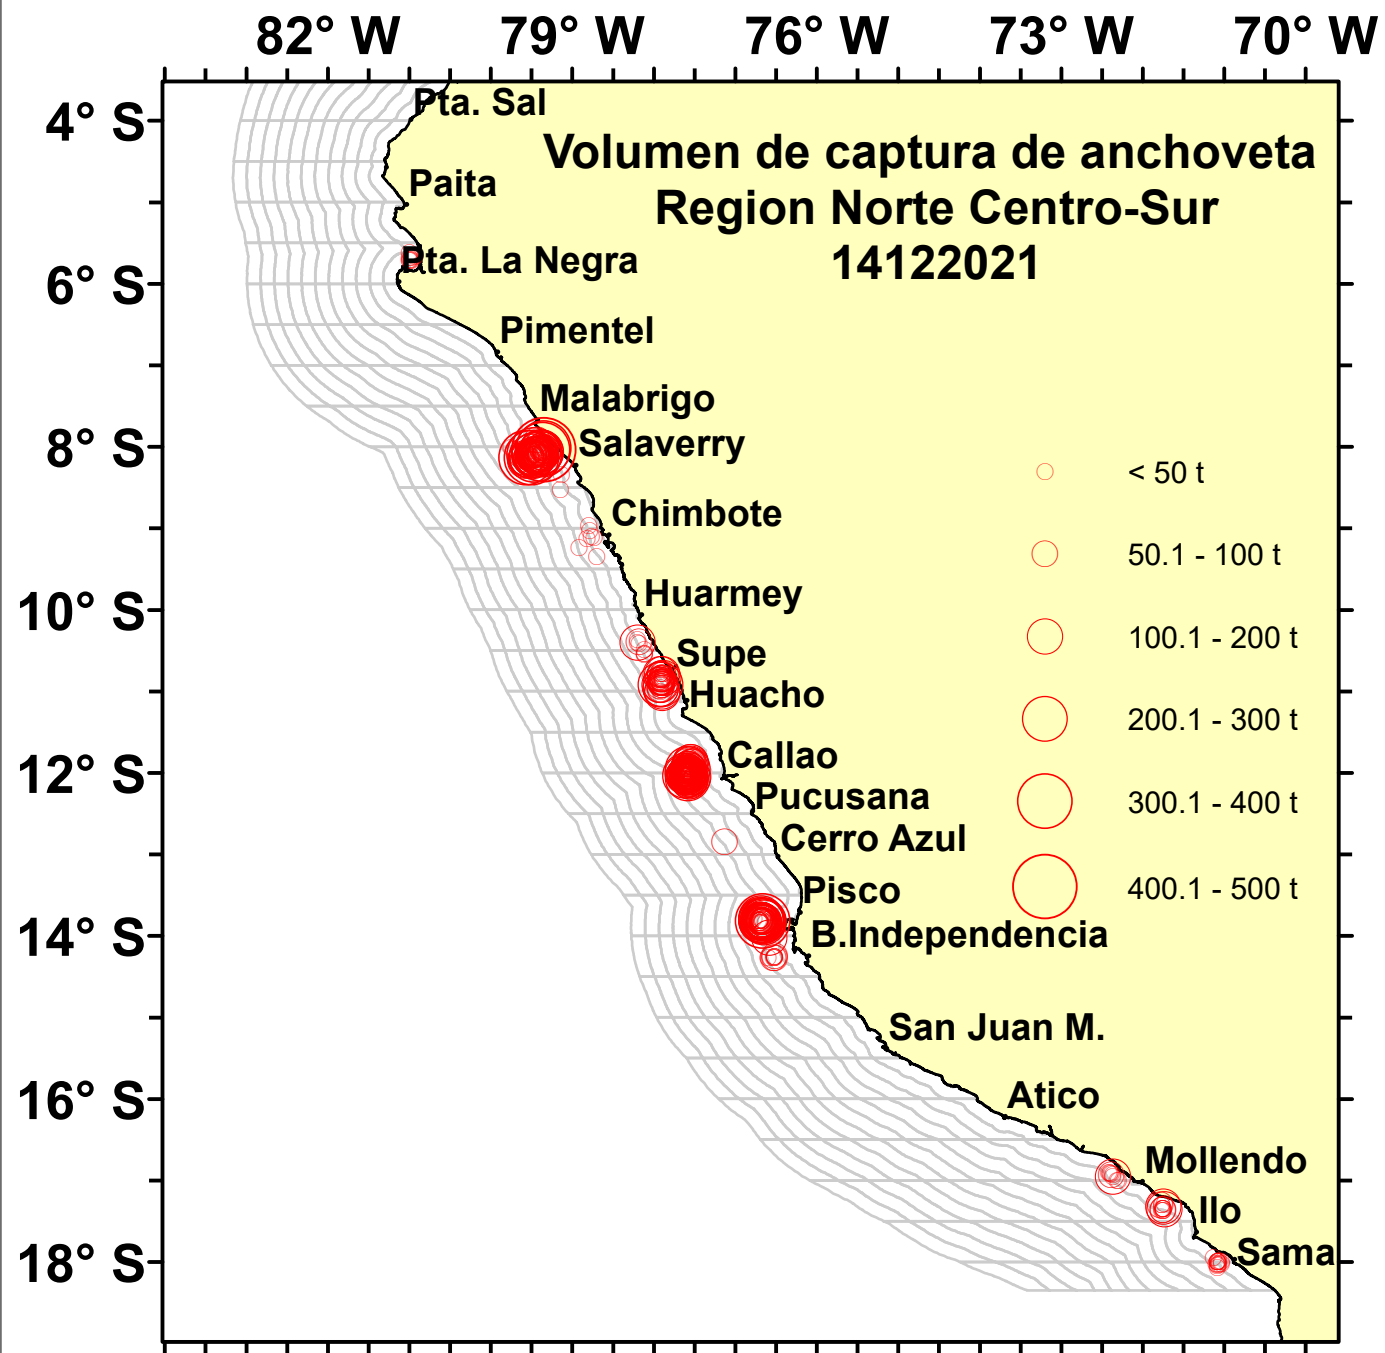 82° W 79° W 76° W 73° W 70° W
4° S
6° S
8° S
10° S
12° S
14° S
16° S
18° S
Volumen de captura de anchoveta
Region Norte Centro-Sur
14122021
Pta. Sal
Paita
Pta. La Negra
Pimentel
Malabrigo
Salaverry
Chimbote
Huarmey
Supe
Huacho
Callao
Pucusana
Cerro Azul
Pisco
B.Independencia
San Juan M.
Atico
Mollendo
Ilo
Sama
< 50 t
50.1 - 100 t
100.1 - 200 t
200.1 - 300 t
300.1 - 400 t
400.1 - 500 t